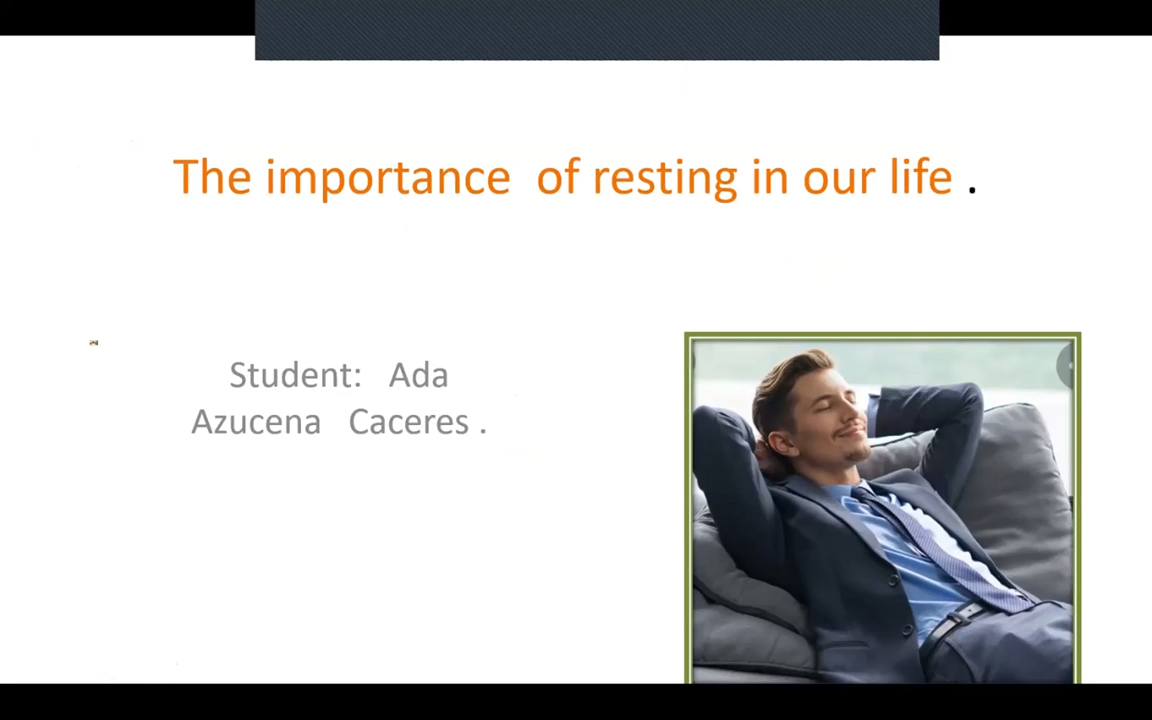 The importance of resting in our life .
Student: Ada
Azucena Caceres .